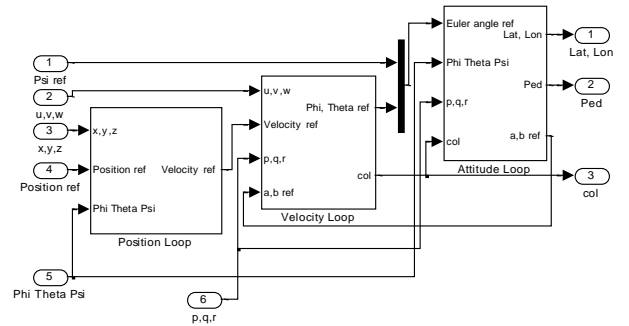 1
Psi ref
2
u,v,w
3
x,y,z
4
Position ref
5
Phi Theta Psi
6
p,q,r
x,y,z
Position ref
Phi Theta Psi
Velocity ref
Position Loop
u,v,w
Velocity ref
p,q,r
a,b ref
Phi, Theta ref
col
Velocity Loop
Euler angle ref
Phi Theta Psi
p,q,r
col
Lat, Lon
Ped
a,b ref
Attitude Loop
1
Lat, Lon
2
Ped
3
col